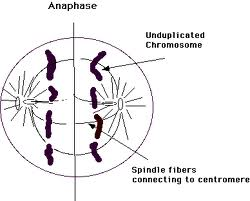 Anaphase
Unduplicated
Chromosome
Spindle fibers
connecting to centromere